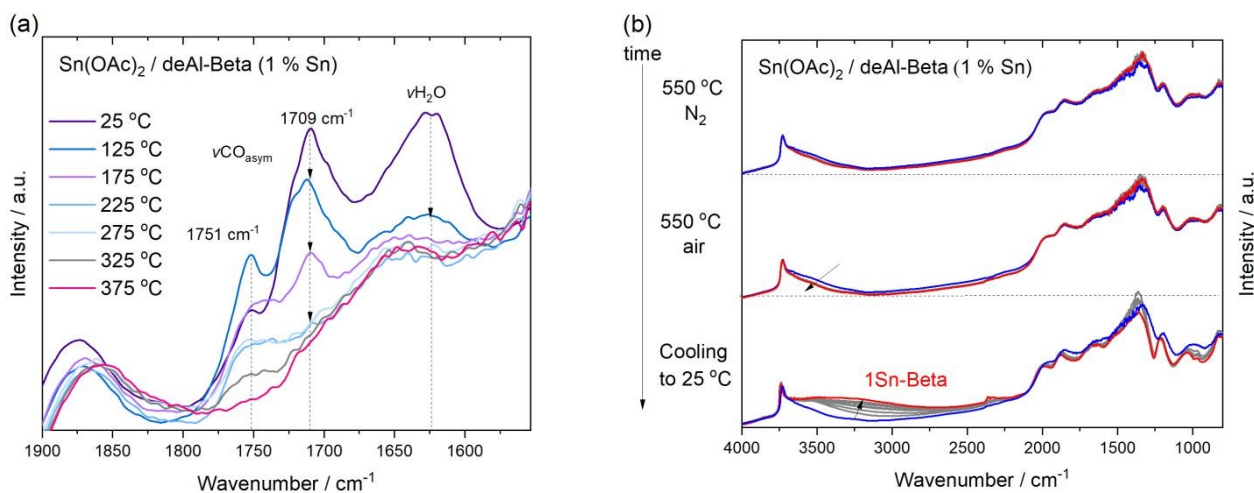 (a)
Sn(OAc)₂ / deAl-Beta (1 % Sn)
25 °C
125 °C
175 °C
225 °C
275 °C
325 °C
375 °C
νCOasym
1709 cm⁻¹
1751 cm⁻¹
νH₂O
Intensity / a.u.
1900 1850 1800 1750 1700 1650 1600
Wavenumber / cm⁻¹
(b)
time
Sn(OAc)₂ / deAl-Beta (1 % Sn)
550 °C
N₂
550 °C
air
Cooling
to 25 °C
1Sn-Beta
Intensity / a.u.
4000 3500 3000 2500 2000 1500 1000
Wavenumber / cm⁻¹